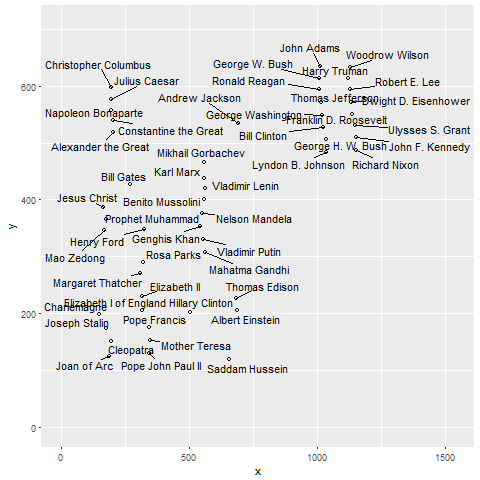 John Adams
Woodrow Wilson
Christopher Columbus
George W. Bush
Harry Truman
Julius Caesar
Ronald Reagan
Robert E. Lee
Andrew Jackson
Thomas Jefferson
Dwight D. Eisenhower
Napoleon Bonaparte
George Washington
Franklin D. Roosevelt
Constantine the Great
Bill Clinton
Ulysses S. Grant
Alexander the Great
George H. W. Bush
John F. Kennedy
Mikhail Gorbachev
Lyndon B. Johnson
Richard Nixon
Karl Marx
Bill Gates
Vladimir Lenin
Jesus Christ
Benito Mussolini
Prophet Muhammad
Nelson Mandela
Henry Ford
Genghis Khan
Mao Zedong
Rosa Parks
Vladimir Putin
Margaret Thatcher
Mahatma Gandhi
Elizabeth II
Thomas Edison
Charlemagne
Elizabeth I of England
Hillary Clinton
Joseph Stalin
Pope Francis
Albert Einstein
Cleopatra
Mother Teresa
Joan of Arc
Pope John Paul II
Saddam Hussein
600
400
200
0
y
0
500
1000
1500
x